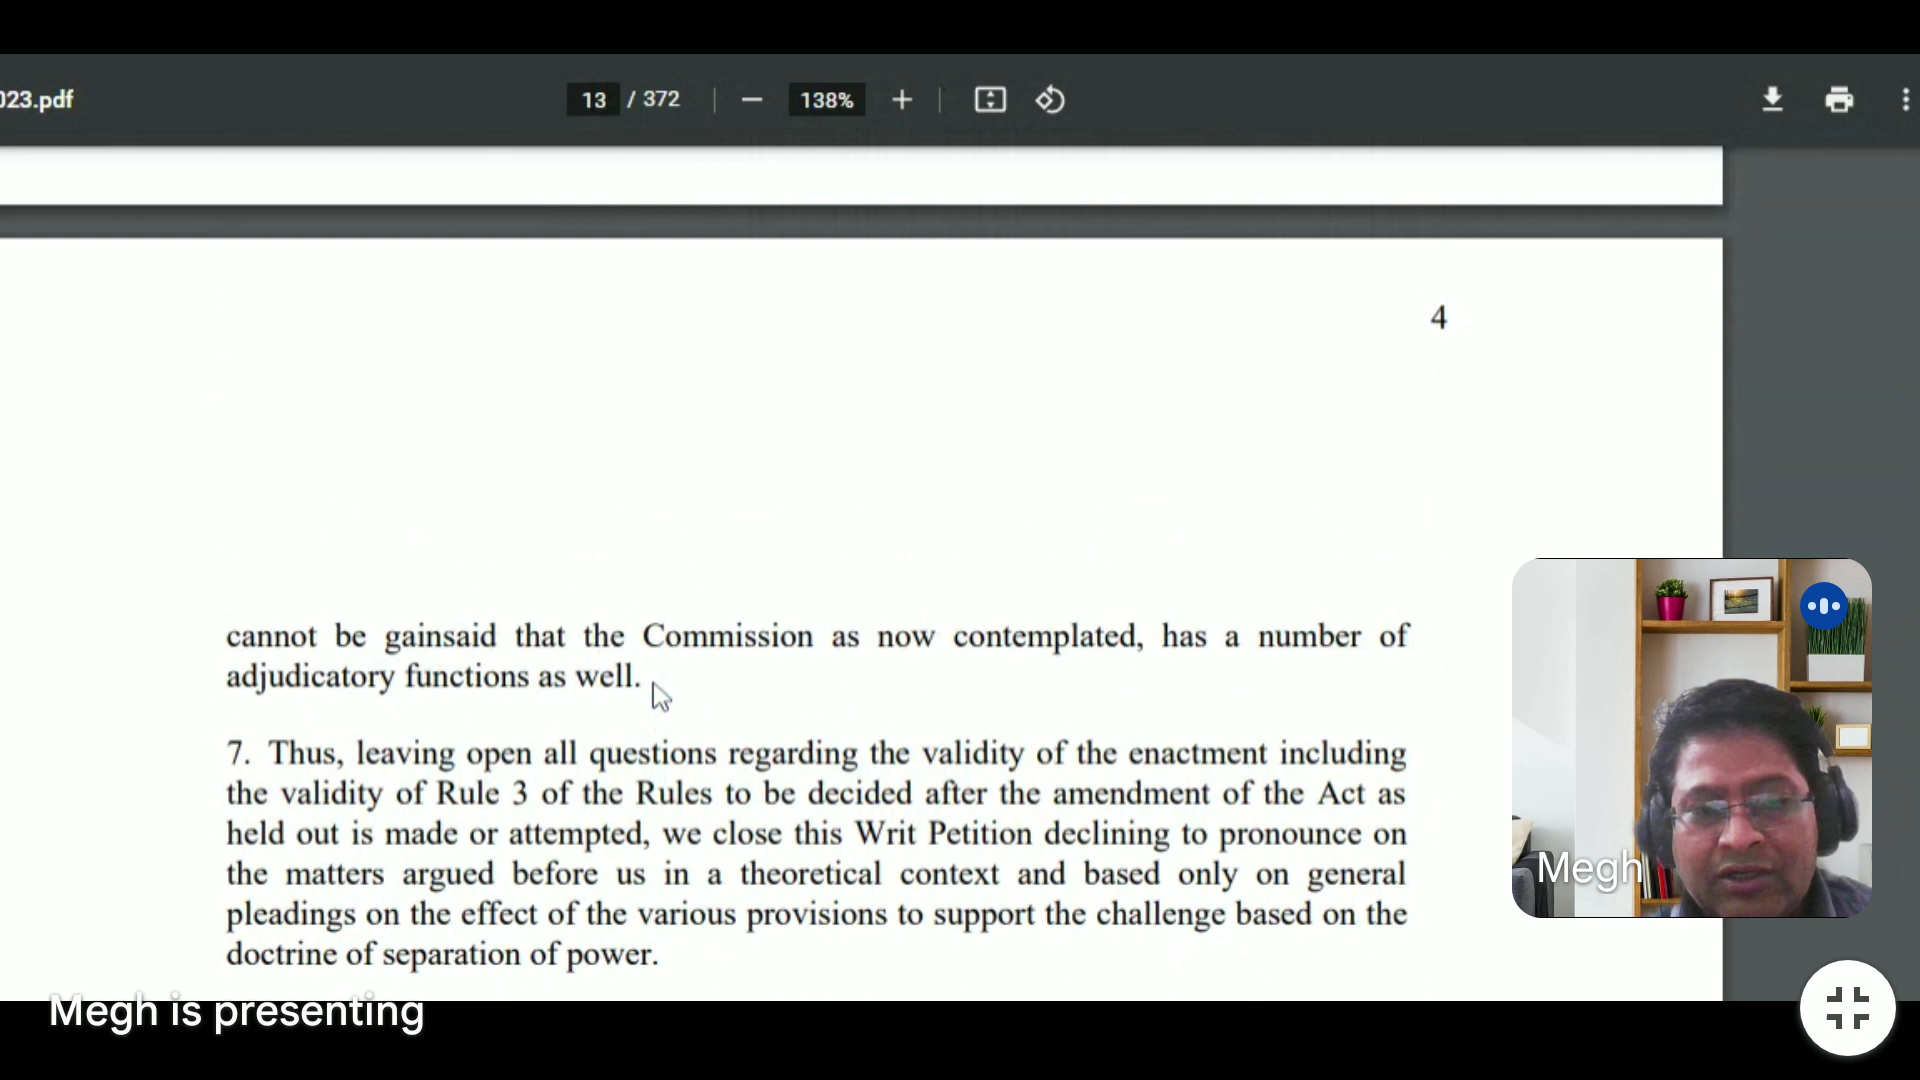 023.pdf
13 / 372
138%
4
cannot be gainsaid that the Commission as now contemplated, has a number of
adjudicatory functions as well.
7. Thus, leaving open all questions regarding the validity of the enactment including
the validity of Rule 3 of the Rules to be decided after the amendment of the Act as
held out is made or attempted, we close this Writ Petition declining to pronounce on
the matters argued before us in a theoretical context and based only on general
pleadings on the effect of the various provisions to support the challenge based on the
doctrine of separation of power.
Megh
Megh is presenting